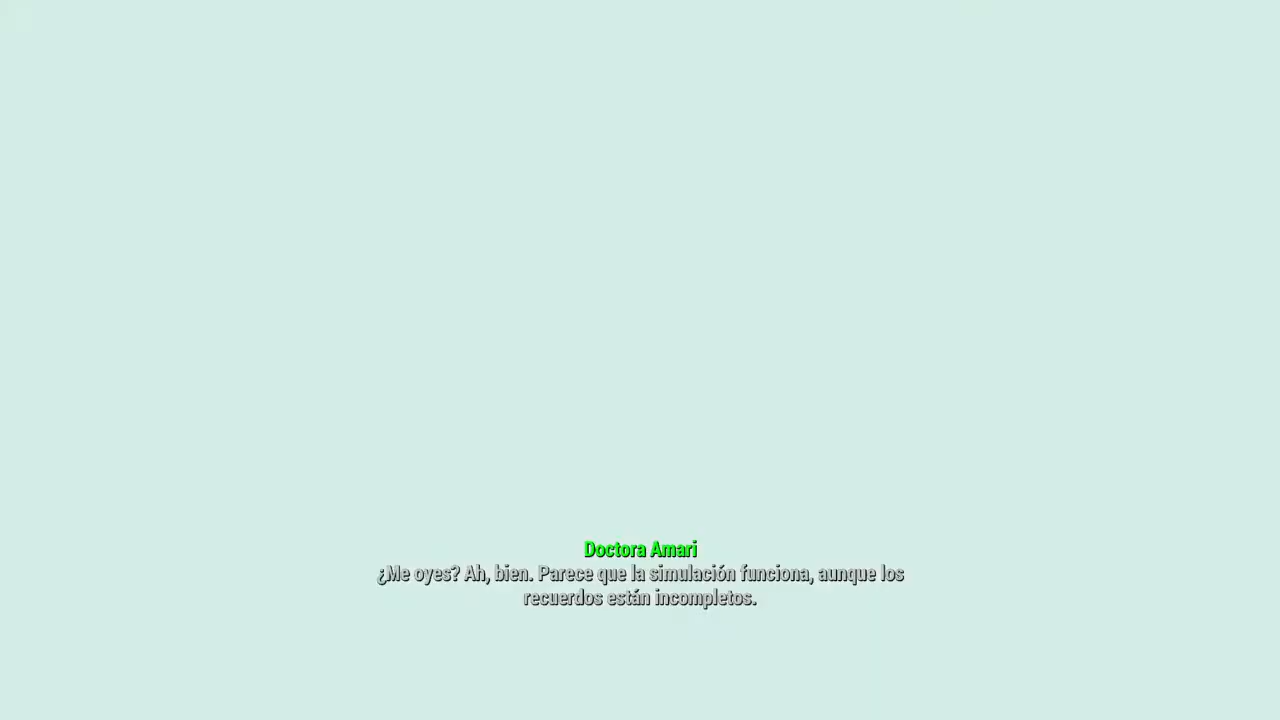 Doctora Amari
¿Me oyes? Ah, bien. Parece que la simulación funciona, aunque los
recuerdos están incompletos.